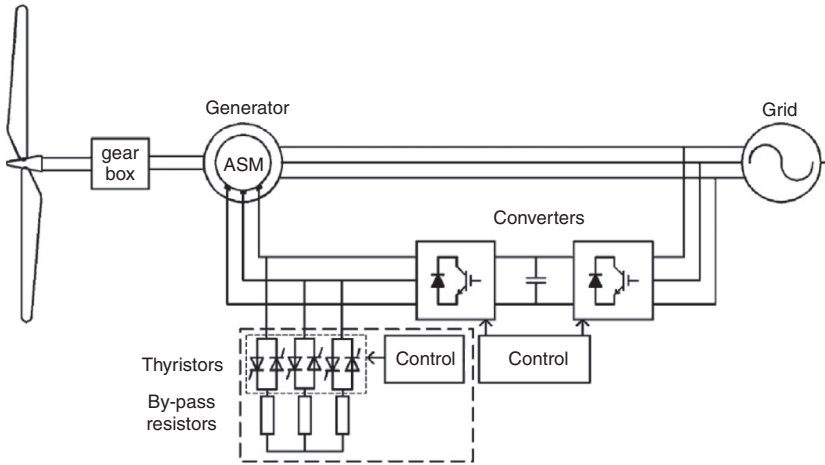 Generator
Grid
gear
box
ASM
Converters
Thyristors
Control
Control
By-pass
resistors